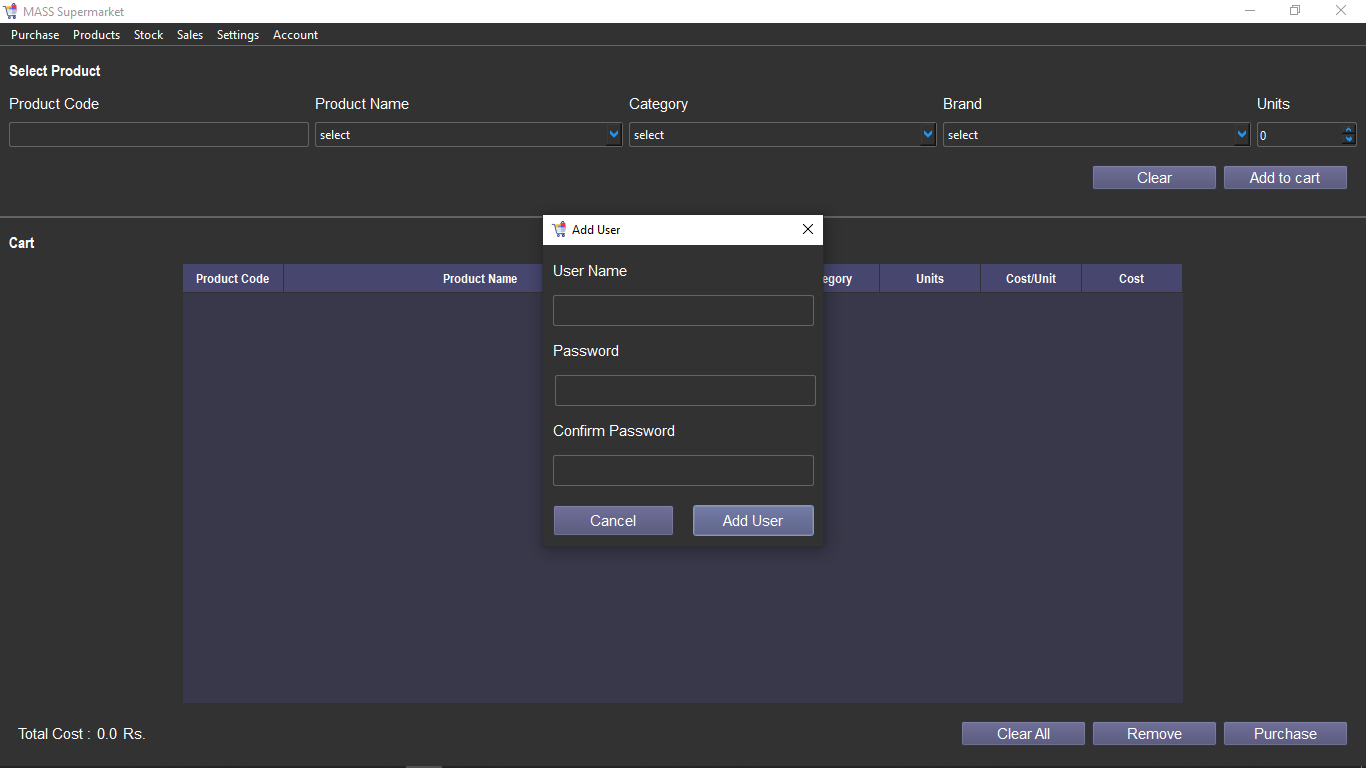 MASS Supermarket
Purchase Products Stock Sales Settings Account
Select Product
Product Code Product Name Category Brand Units
select select select 0
Clear Add to cart
Cart
Product Code Product Name egory Units Cost/Unit Cost
Add User
User Name
Password
Confirm Password
Cancel Add User
Total Cost : 0.0 Rs.
Clear All Remove Purchase